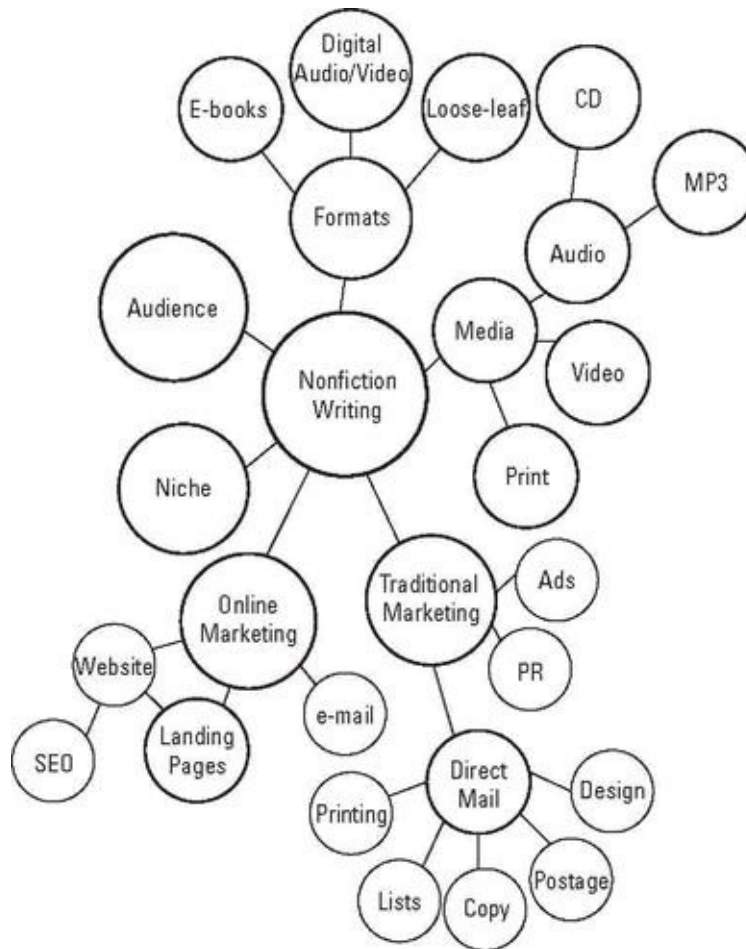 Digital
Audio/Video
E-books
Loose-leaf
CD
MP3
Formats
Audio
Audience
Media
Nonfiction
Writing
Video
Niche
Print
Online
Marketing
Traditional
Marketing
Ads
Website
PR
e-mail
SEO
Landing
Pages
Direct
Mail
Printing
Design
Lists
Copy
Postage